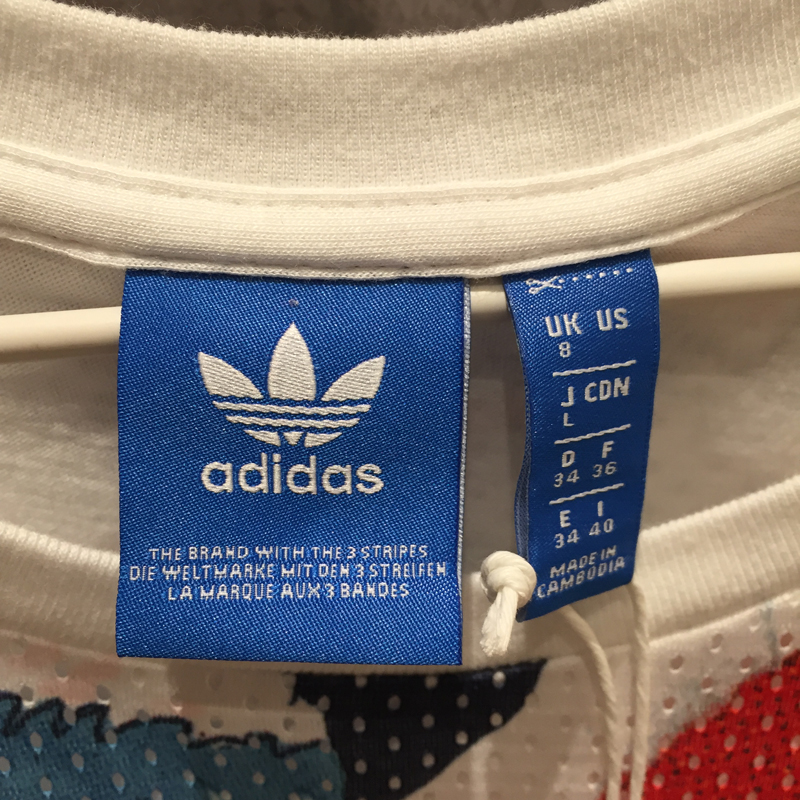 adidas
THE BRAND WITH THE 3 STRIPES
DIE WELTMARKE MIT DEN 3 STREIFEN
LA MARQUE AUX 3 BANDES
UK US
8
J CDN
L
D F
34 36
E I
34 40
MADE IN
CAMBODIA